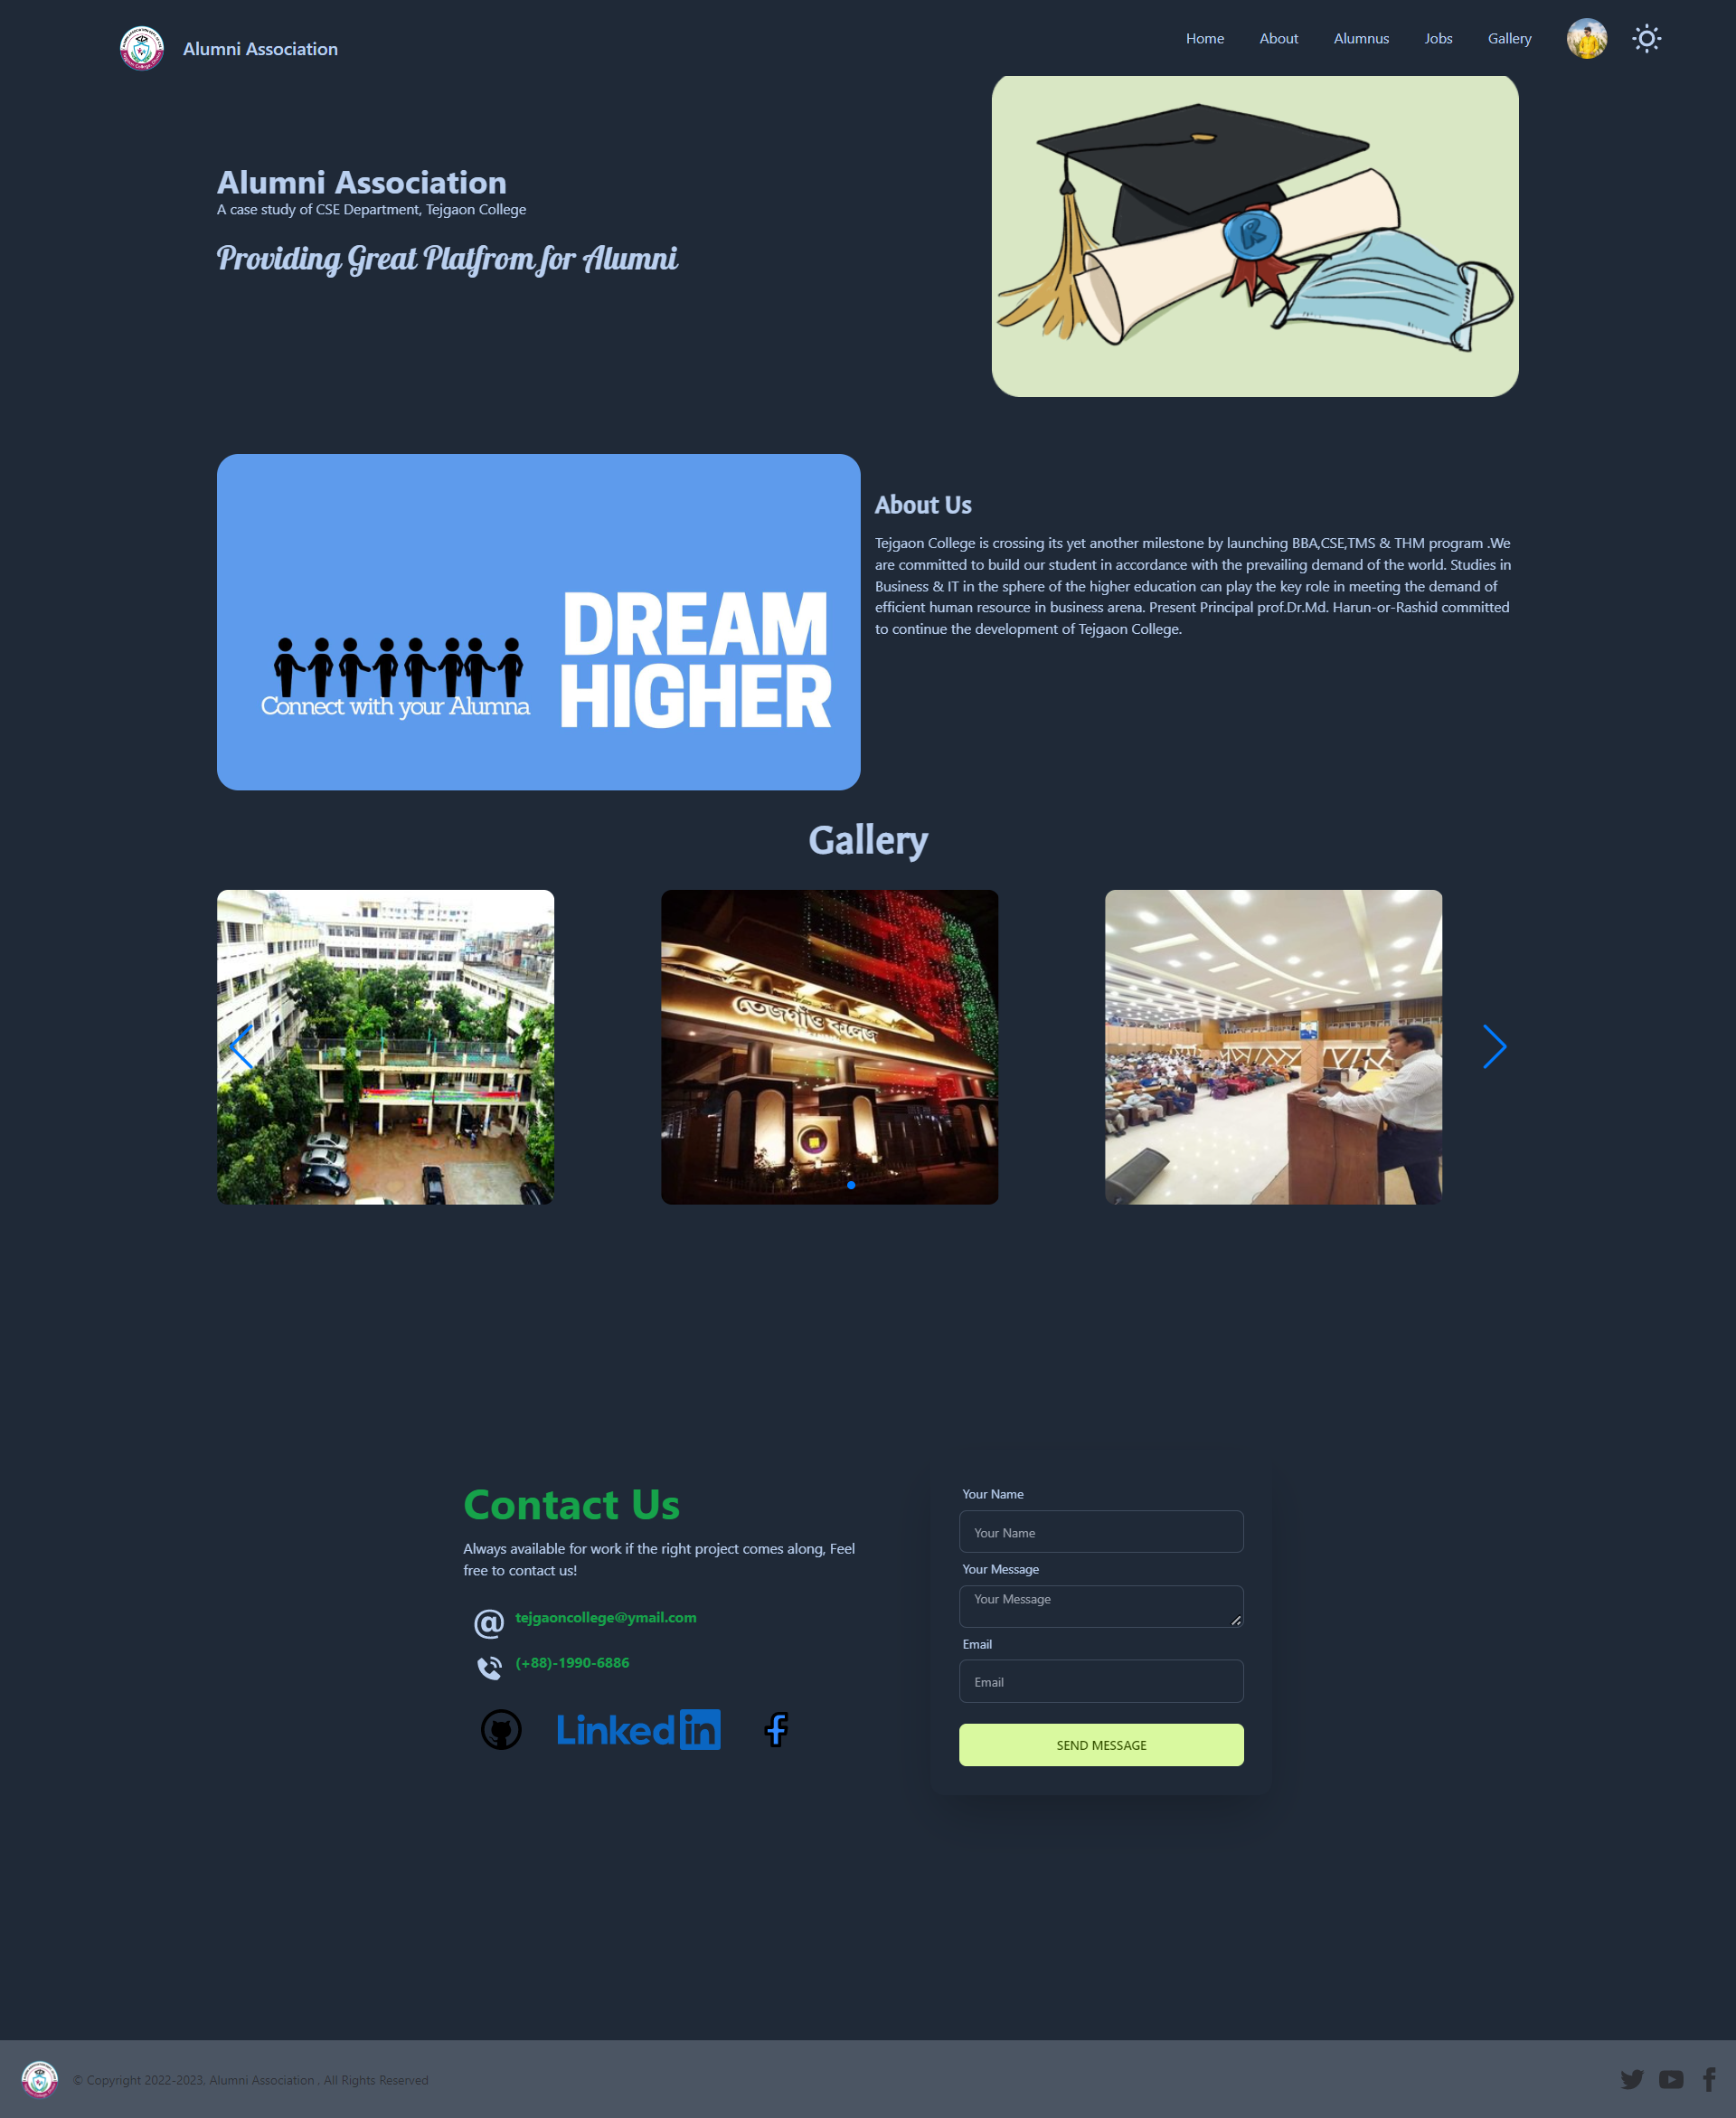 Alumni Association
Home
About
Alumnus
Jobs
Gallery
Alumni Association
A case study of CSE Department, Tejgaon College
Providing Great Platfrom for Alumni
R
About Us
Tejgaon College is crossing its yet another milestone by launching BBA,CSE,TMS & THM program .We
are committed to build our student in accordance with the prevailing demand of the world. Studies in
Business & IT in the sphere of the higher education can play the key role in meeting the demand of
efficient human resource in business arena. Present Principal prof.Dr.Md. Harun-or-Rashid committed
to continue the development of Tejgaon College.
Connect with your Alumna
DREAM
HIGHER
Gallery
তেজগাঁও কলেজ
Contact Us
Always available for work if the right project comes along, Feel
free to contact us!
@ tejgaoncollege@ymail.com
(+88)-1990-6886
Linked in
Your Name
Your Name
Your Message
Your Message
Email
Email
SEND MESSAGE
© Copyright 2022-2023. Alumni Association . All Rights Reserved